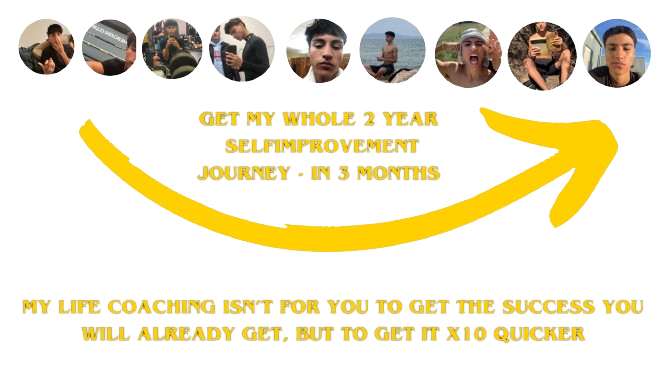 GET MY WHOLE 2 YEAR
SELFIMPROVEMENT
JOURNEY - IN 3 MONTHS
MY LIFE COACHING ISN'T FOR YOU TO GET THE SUCCESS YOU
WILL ALREADY GET, BUT TO GET IT X10 QUICKER